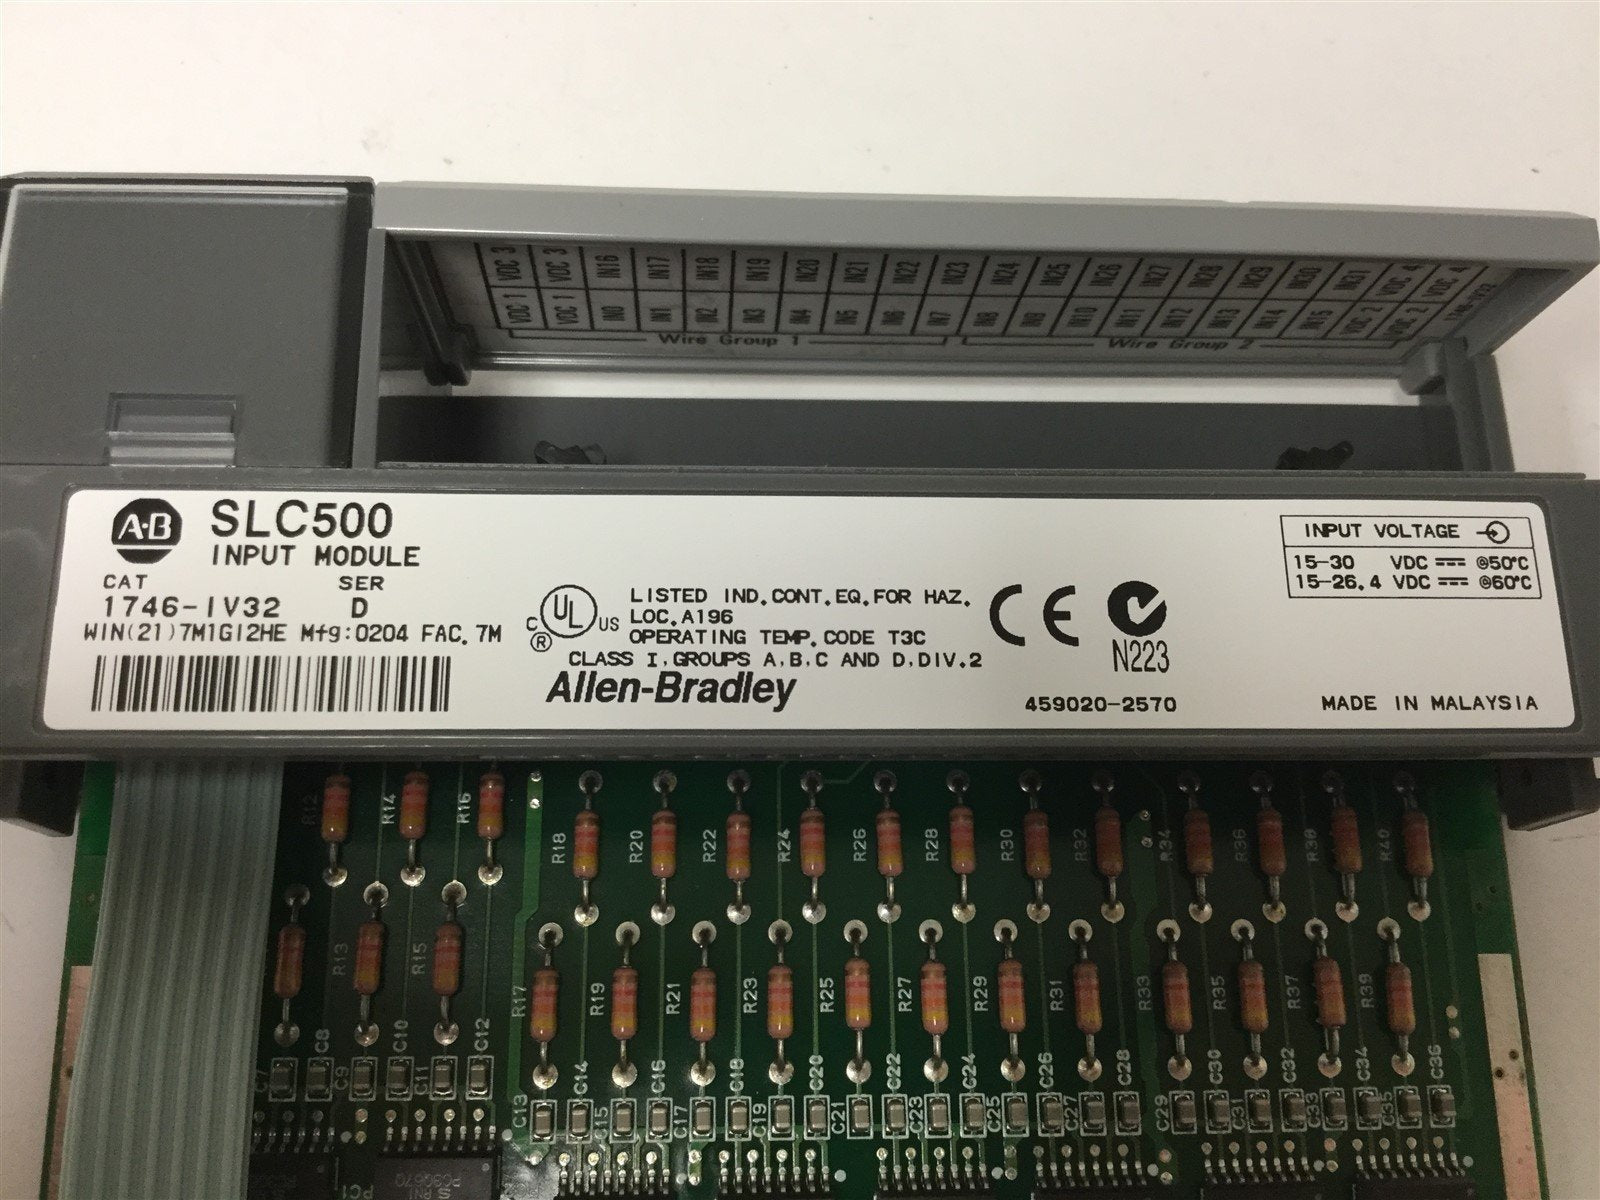 VDC 3 VDC 3 IN16 IN17 IN18 IN19 IN20 IN21 IN22 IN23 IN24 IN25 IN26 IN27 IN28 IN29 IN30 IN31 VDC 4 VDC 4
VDC 1 VDC 1 IN0 IN1 IN2 IN3 IN4 IN5 IN6 IN7 IN8 IN9 IN10 IN11 IN12 IN13 IN14 IN15 VDC 2 VDC 2
1746-IV32
Wire Group 1 Wire Group 2
A-B SLC500
INPUT MODULE
CAT SER
1746-IV32 D
WIN(21)7M1GI2HE Mfg:0204 FAC.7M
C UL US
®
LISTED IND.CONT.EQ.FOR HAZ.
LOC.A196
OPERATING TEMP.CODE T3C
CLASS I,GROUPS A,B,C AND D,DIV.2
Allen-Bradley
CE
N223
459020-2570
INPUT VOLTAGE
15-30 VDC @50°C
15-26.4 VDC @60°C
MADE IN MALAYSIA
R12 R14 R16 R18 R20 R22 R24 R26 R28 R30 R32 R34 R36 R38 R40
R13 R15 R17 R19 R21 R23 R25 R27 R29 R31 R33 R35 R37 R39
C7 C8 C9 C10 C11 C12 C13 C14 C15 C16 C17 C18 C19 C20 C21 C22 C23 C24 C25 C26 C27 C28 C29 C30 C31 C32 C33 C34 C35 C36
PC1